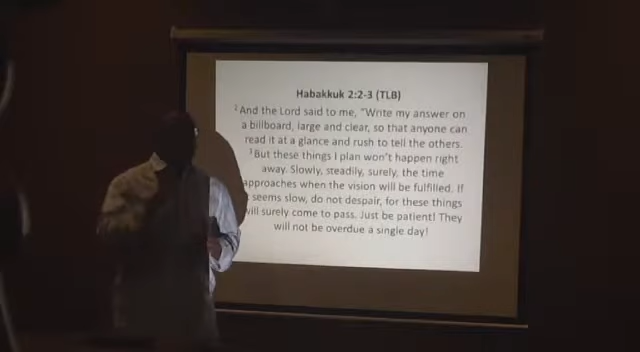 Habakkuk 2:2-3 (TLB)
2 And the Lord said to me, "Write my answer on
a billboard, large and clear, so that anyone can
read it at a glance and rush to tell the others.
3 But these things I plan won't happen right
away. Slowly, steadily, surely, the time
approaches when the vision will be fulfilled. If
seems slow, do not despair, for these things
will surely come to pass. Just be patient! They
will not be overdue a single day!